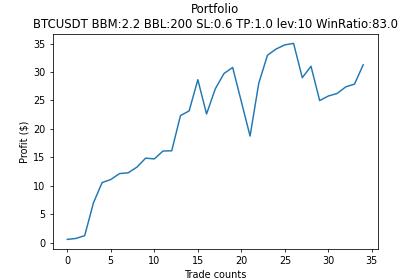 Portfolio
BTCUSDT BBM:2.2 BBL:200 SL:0.6 TP:1.0 lev:10 WinRatio:83.0
35
30
25
20
15
10
5
0
Profit ($)
0 5 10 15 20 25 30 35
Trade counts